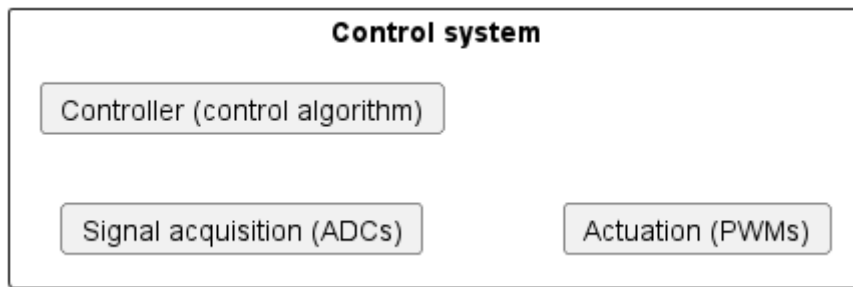 Control system
Controller (control algorithm)
Signal acquisition (ADCs)
Actuation (PWMs)